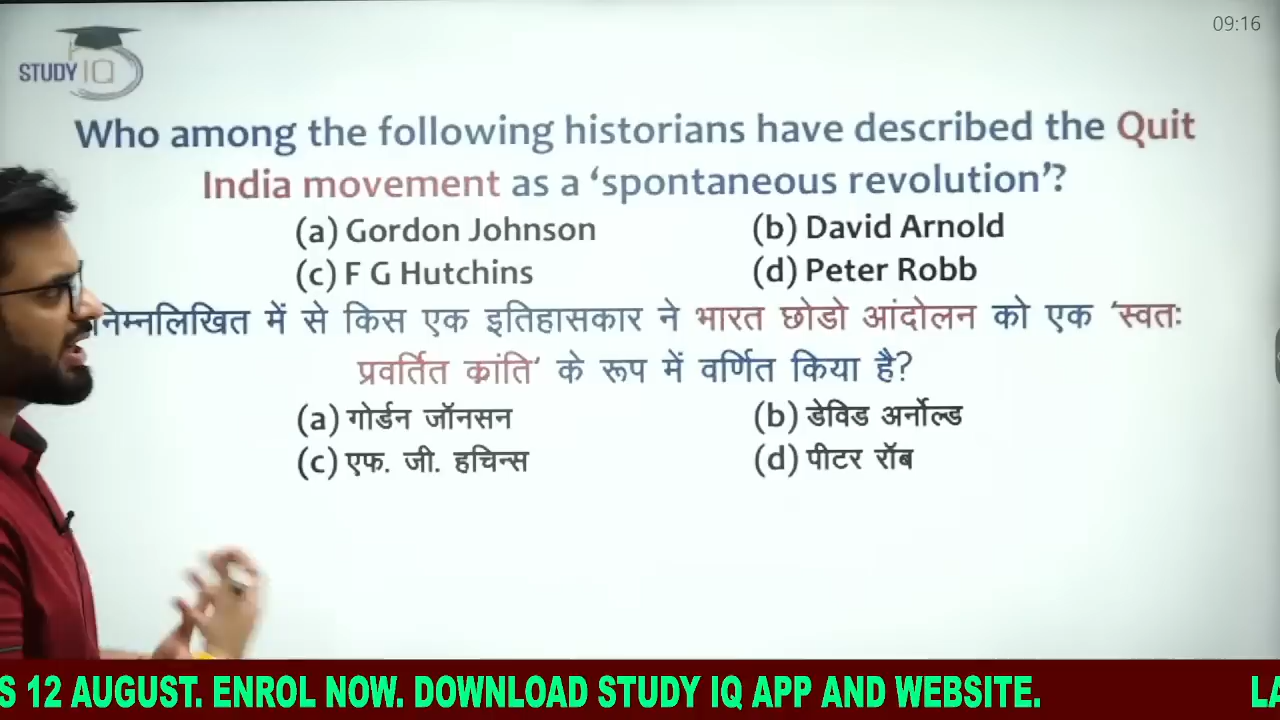 09:16
STUDY IQ
Who among the following historians have described the Quit
India movement as a ‘spontaneous revolution’?
(a) Gordon Johnson (b) David Arnold
(c) F G Hutchins (d) Peter Robb
निम्नलिखित में से किस एक इतिहासकार ने भारत छोडो आंदोलन को एक ‘स्वतः
प्रवर्तित क्रांति’ के रूप में वर्णित किया है?
(a) गोर्डन जॉनसन (b) डेविड अर्नोल्ड
(c) एफ. जी. हचिन्स (d) पीटर रॉब
S 12 AUGUST. ENROL NOW. DOWNLOAD STUDY IQ APP AND WEBSITE. LA